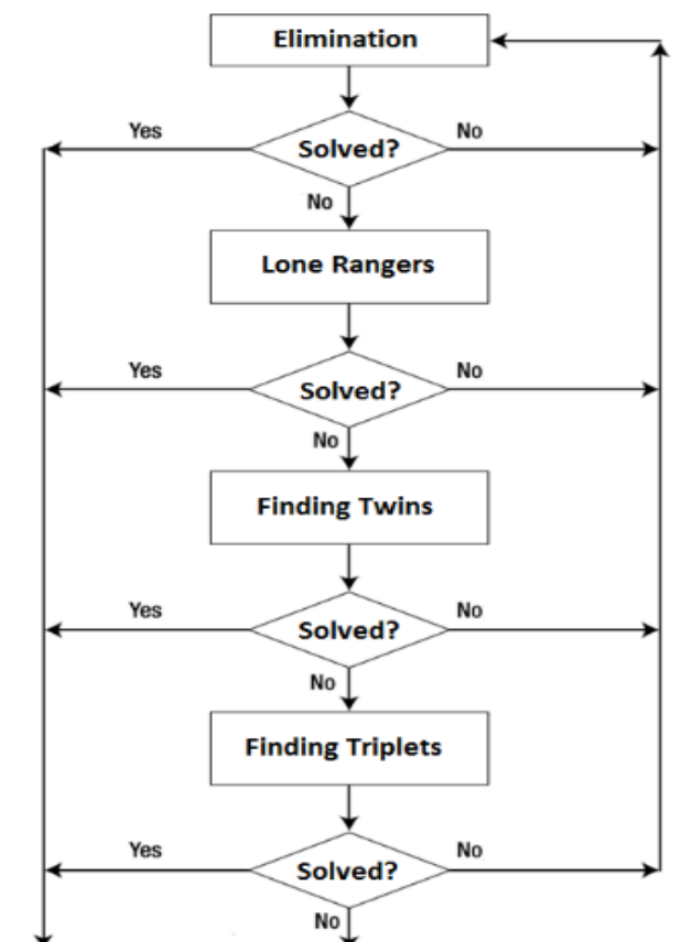 Elimination
Yes
No
Solved?
No
Lone Rangers
Yes
No
Solved?
No
Finding Twins
Yes
No
Solved?
No
Finding Triplets
Yes
No
Solved?
No